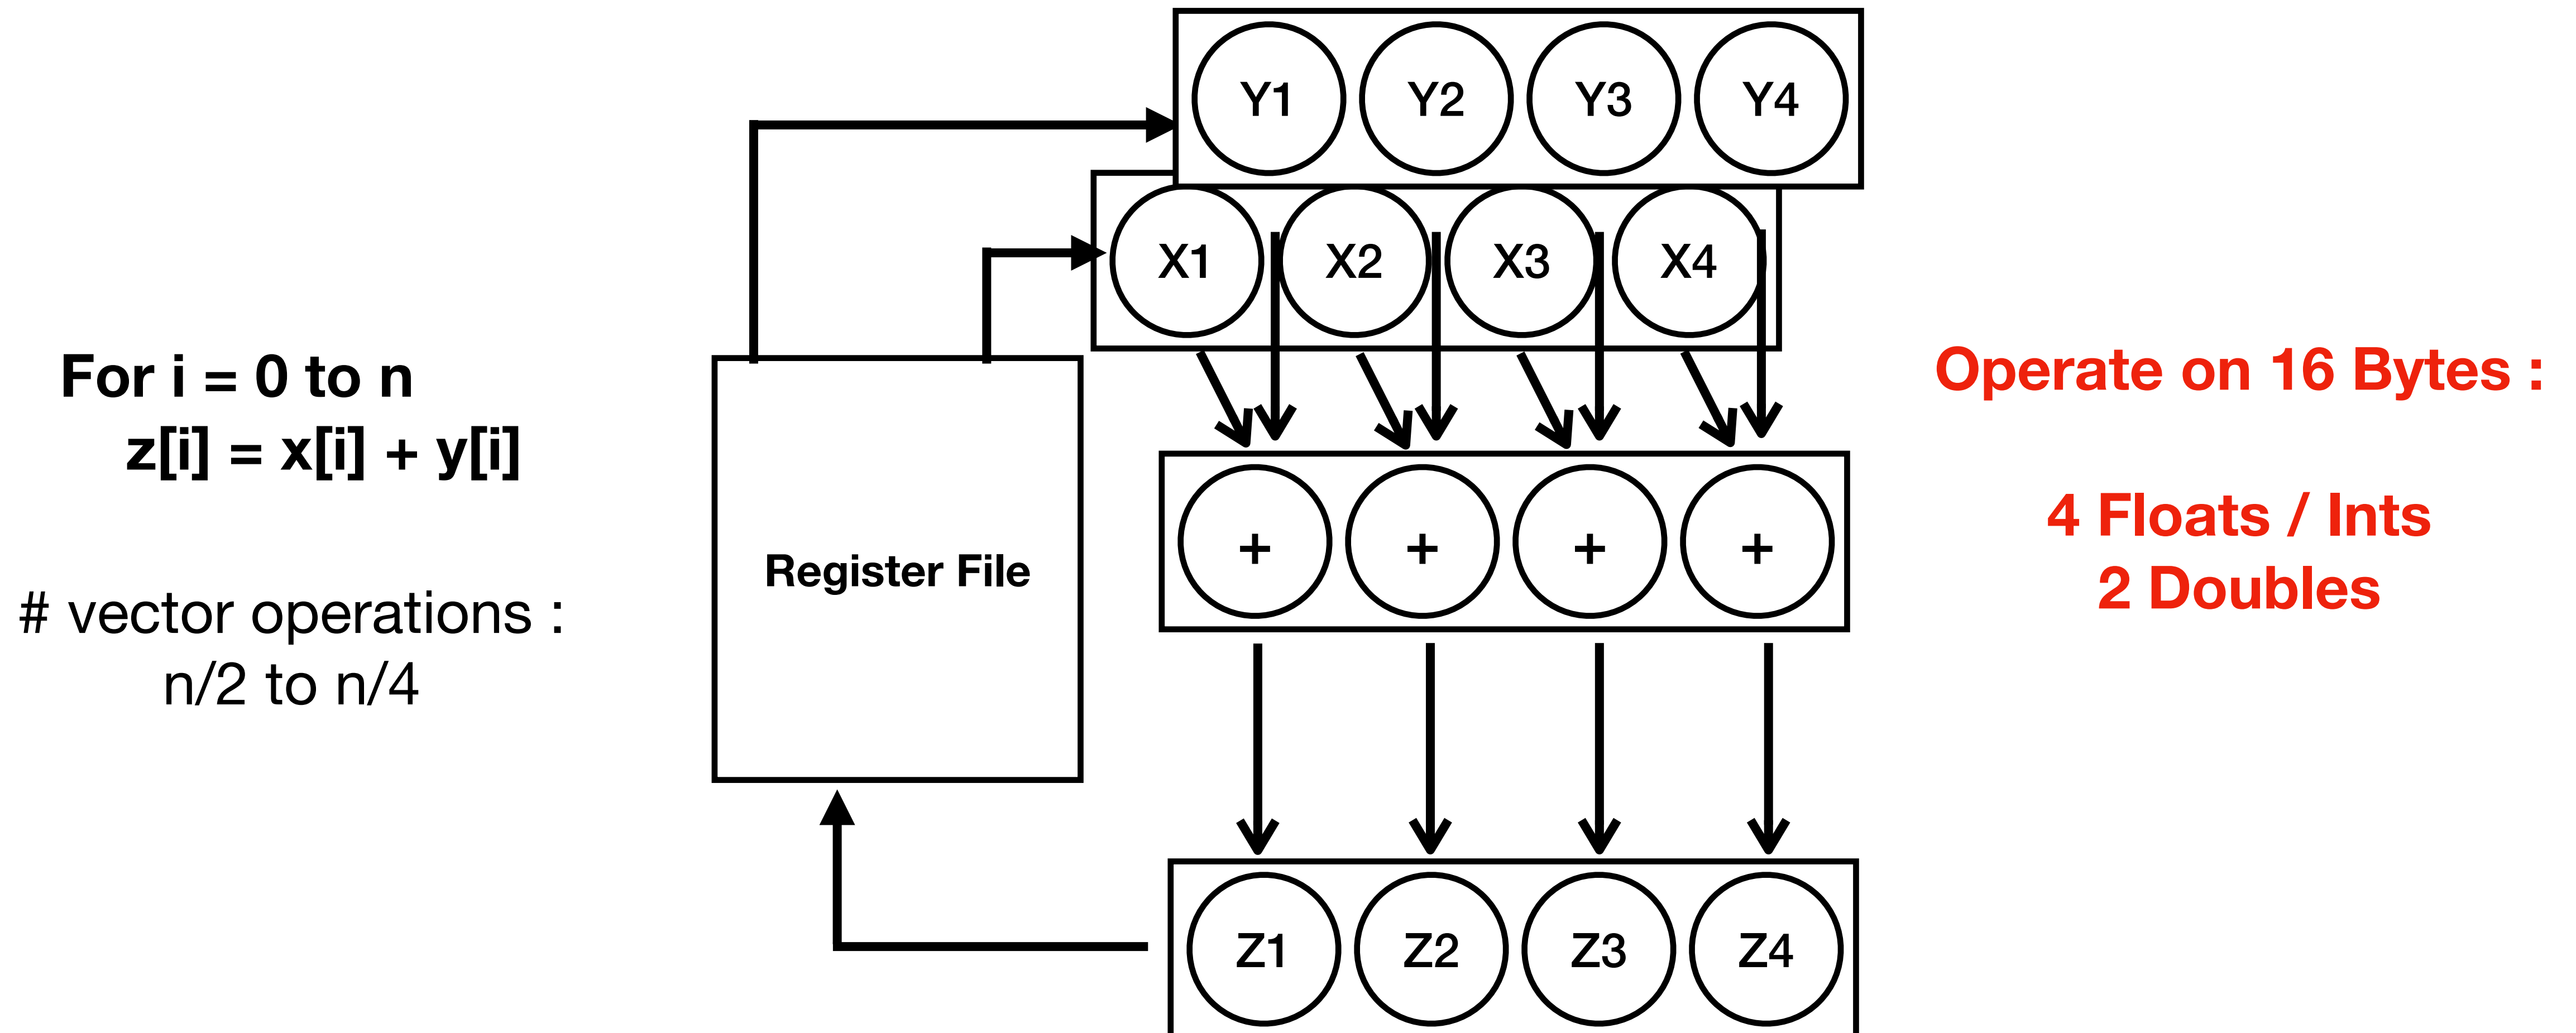 For i = 0 to n
z[i] = x[i] + y[i]
# vector operations :
n/2 to n/4
Register File
Y1 Y2 Y3 Y4
X1 X2 X3 X4
+ + + +
Z1 Z2 Z3 Z4
Operate on 16 Bytes :
4 Floats / Ints
2 Doubles